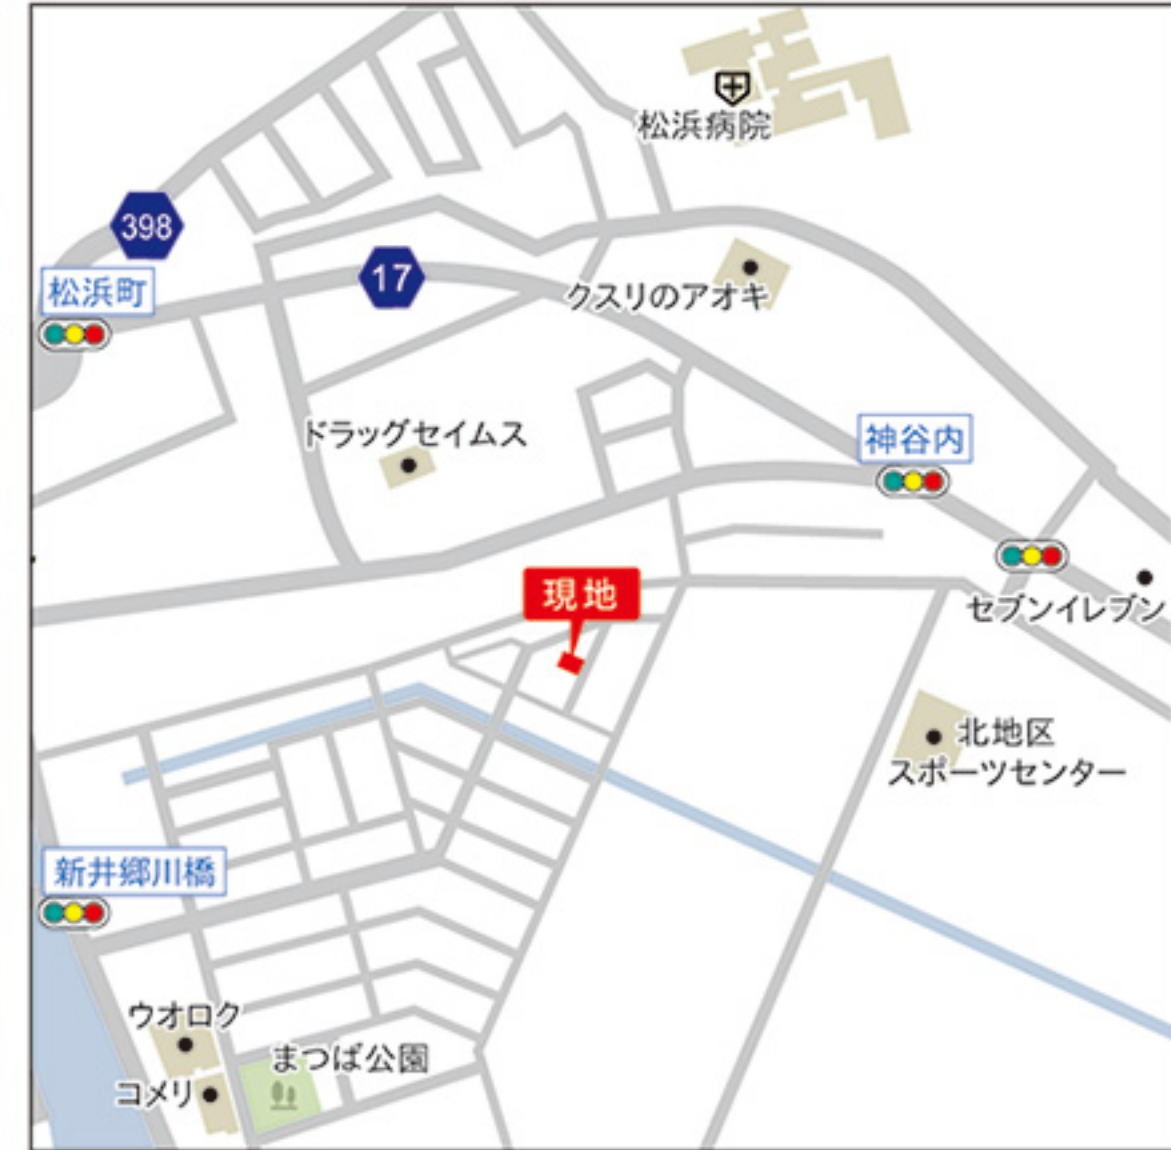 松浜病院
398
松浜町
17
クスリのアオキ
ドラッグセイムス
神谷内
現地
セブンイレブン
北地区
スポーツセンター
新井郷川橋
ウオロク
まつば公園
コメリ